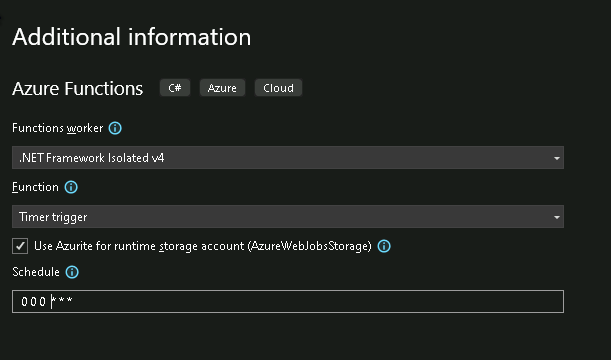 Additional information
Azure Functions C# Azure Cloud
Functions worker
.NET Framework Isolated v4
Function
Timer trigger
Use Azurite for runtime storage account (AzureWebJobsStorage)
Schedule
0 0 0 * * *